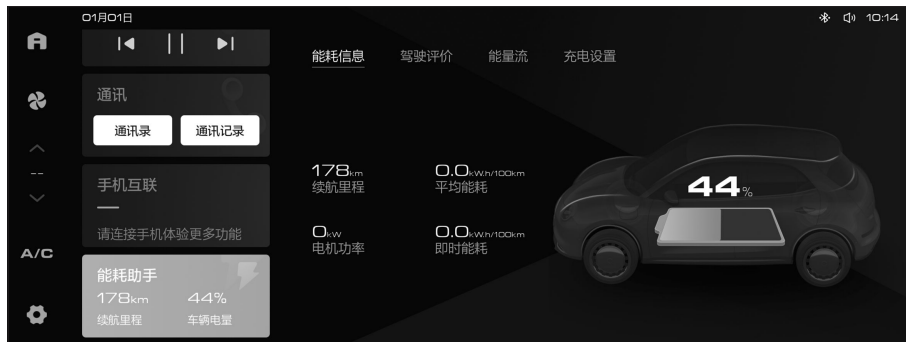 01月01日
10:14
A/C
--
通讯
通讯录
通讯记录
手机互联
请连接手机体验更多功能
能耗助手
178km
44%
续航里程
车辆电量
能耗信息
驾驶评价
能量流
充电设置
178km
0.0kW.h/100km
续航里程
平均能耗
0kW
0.0kW.h/100km
电机功率
即时能耗
44%